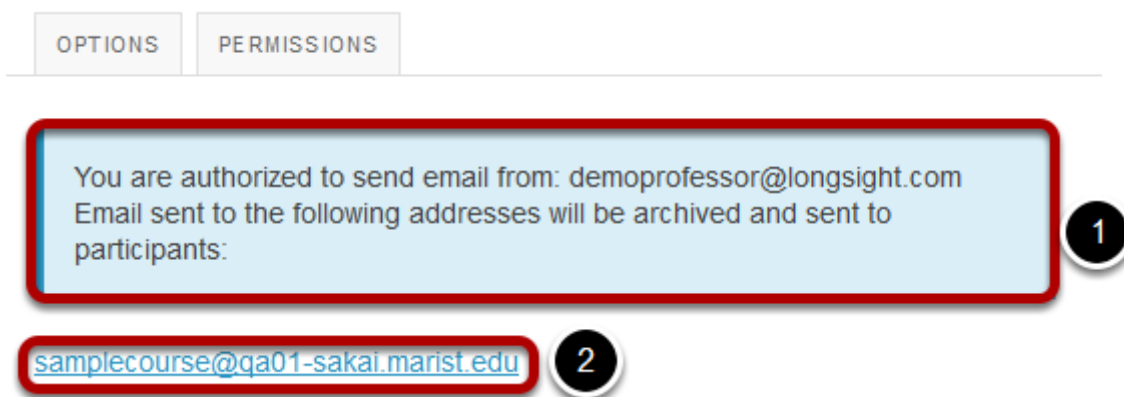 OPTIONS PERMISSIONS
You are authorized to send email from: demoprofessor@longsight.com
Email sent to the following addresses will be archived and sent to
participants:
1
samplecourse@qa01-sakai.marist.edu 2